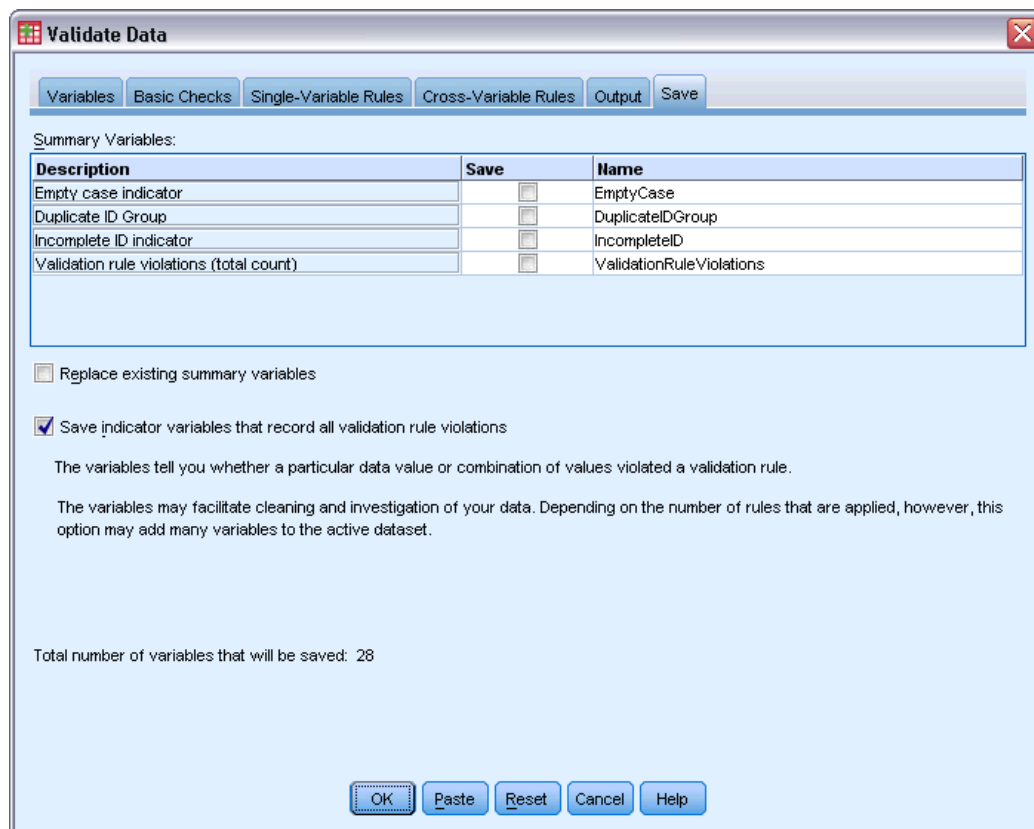 Validate Data
Variables Basic Checks Single-Variable Rules Cross-Variable Rules Output Save
Summary Variables:
Description Save Name
Empty case indicator EmptyCase
Duplicate ID Group DuplicateIDGroup
Incomplete ID indicator IncompleteID
Validation rule violations (total count) ValidationRuleViolations
Replace existing summary variables
Save indicator variables that record all validation rule violations
The variables tell you whether a particular data value or combination of values violated a validation rule.
The variables may facilitate cleaning and investigation of your data. Depending on the number of rules that are applied, however, this
option may add many variables to the active dataset.
Total number of variables that will be saved: 28
OK Paste Reset Cancel Help